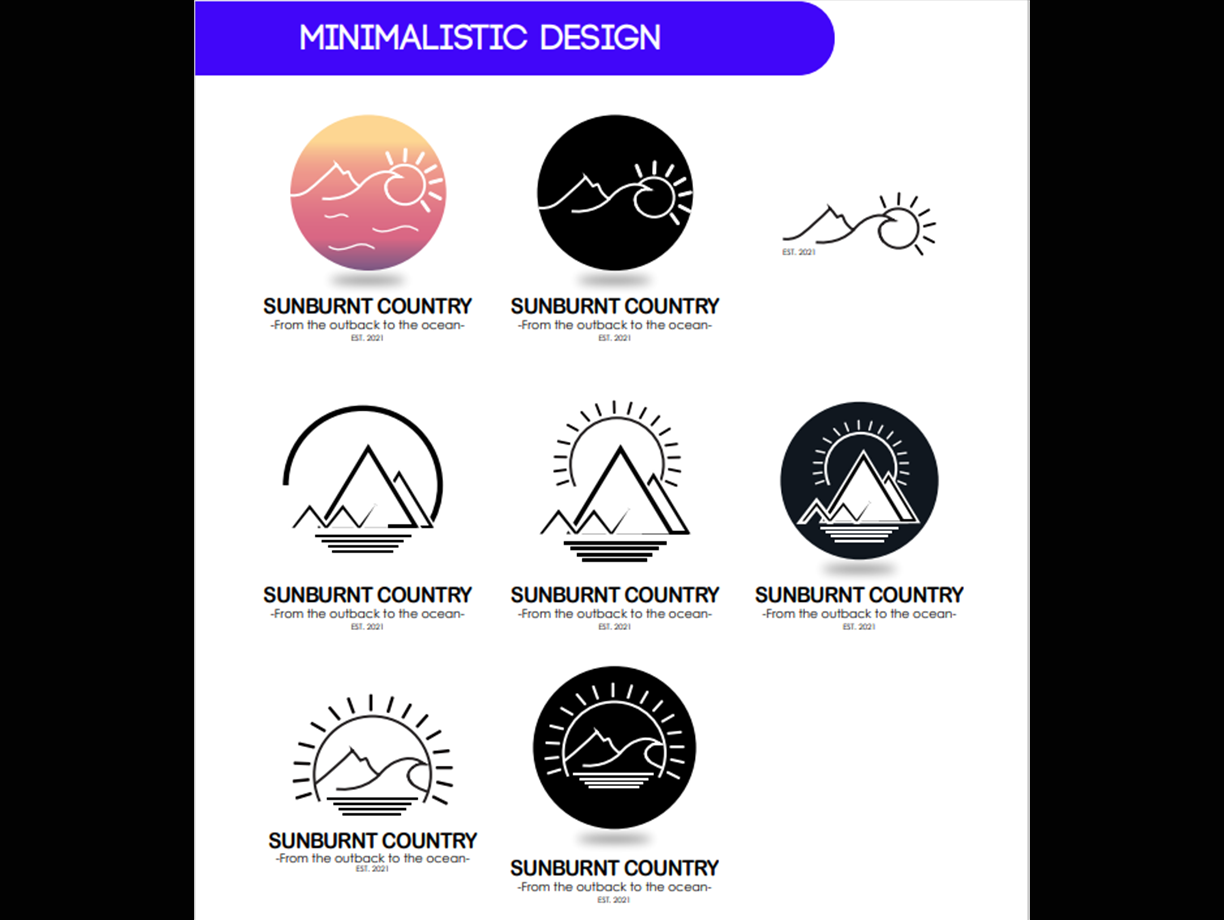 MINIMALISTIC DESIGN
SUNBURNT COUNTRY
-From the outback to the ocean-
EST. 2021
SUNBURNT COUNTRY
-From the outback to the ocean-
EST. 2021
EST. 2021
SUNBURNT COUNTRY
-From the outback to the ocean-
EST. 2021
SUNBURNT COUNTRY
-From the outback to the ocean-
EST. 2021
SUNBURNT COUNTRY
-From the outback to the ocean-
EST. 2021
SUNBURNT COUNTRY
-From the outback to the ocean-
EST. 2021
SUNBURNT COUNTRY
-From the outback to the ocean-
EST. 2021